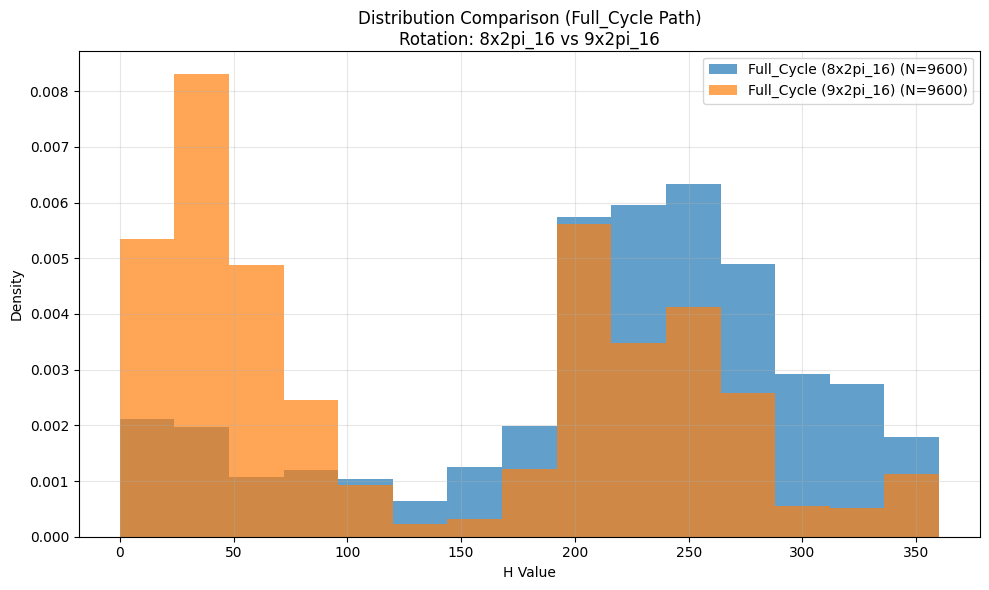 Distribution Comparison (Full_Cycle Path)
Rotation: 8x2pi_16 vs 9x2pi_16
Full_Cycle (8x2pi_16) (N=9600)
Full_Cycle (9x2pi_16) (N=9600)
0.008
0.007
0.006
0.005
0.004
0.003
0.002
0.001
0.000
Density
0 50 100 150 200 250 300 350
H Value